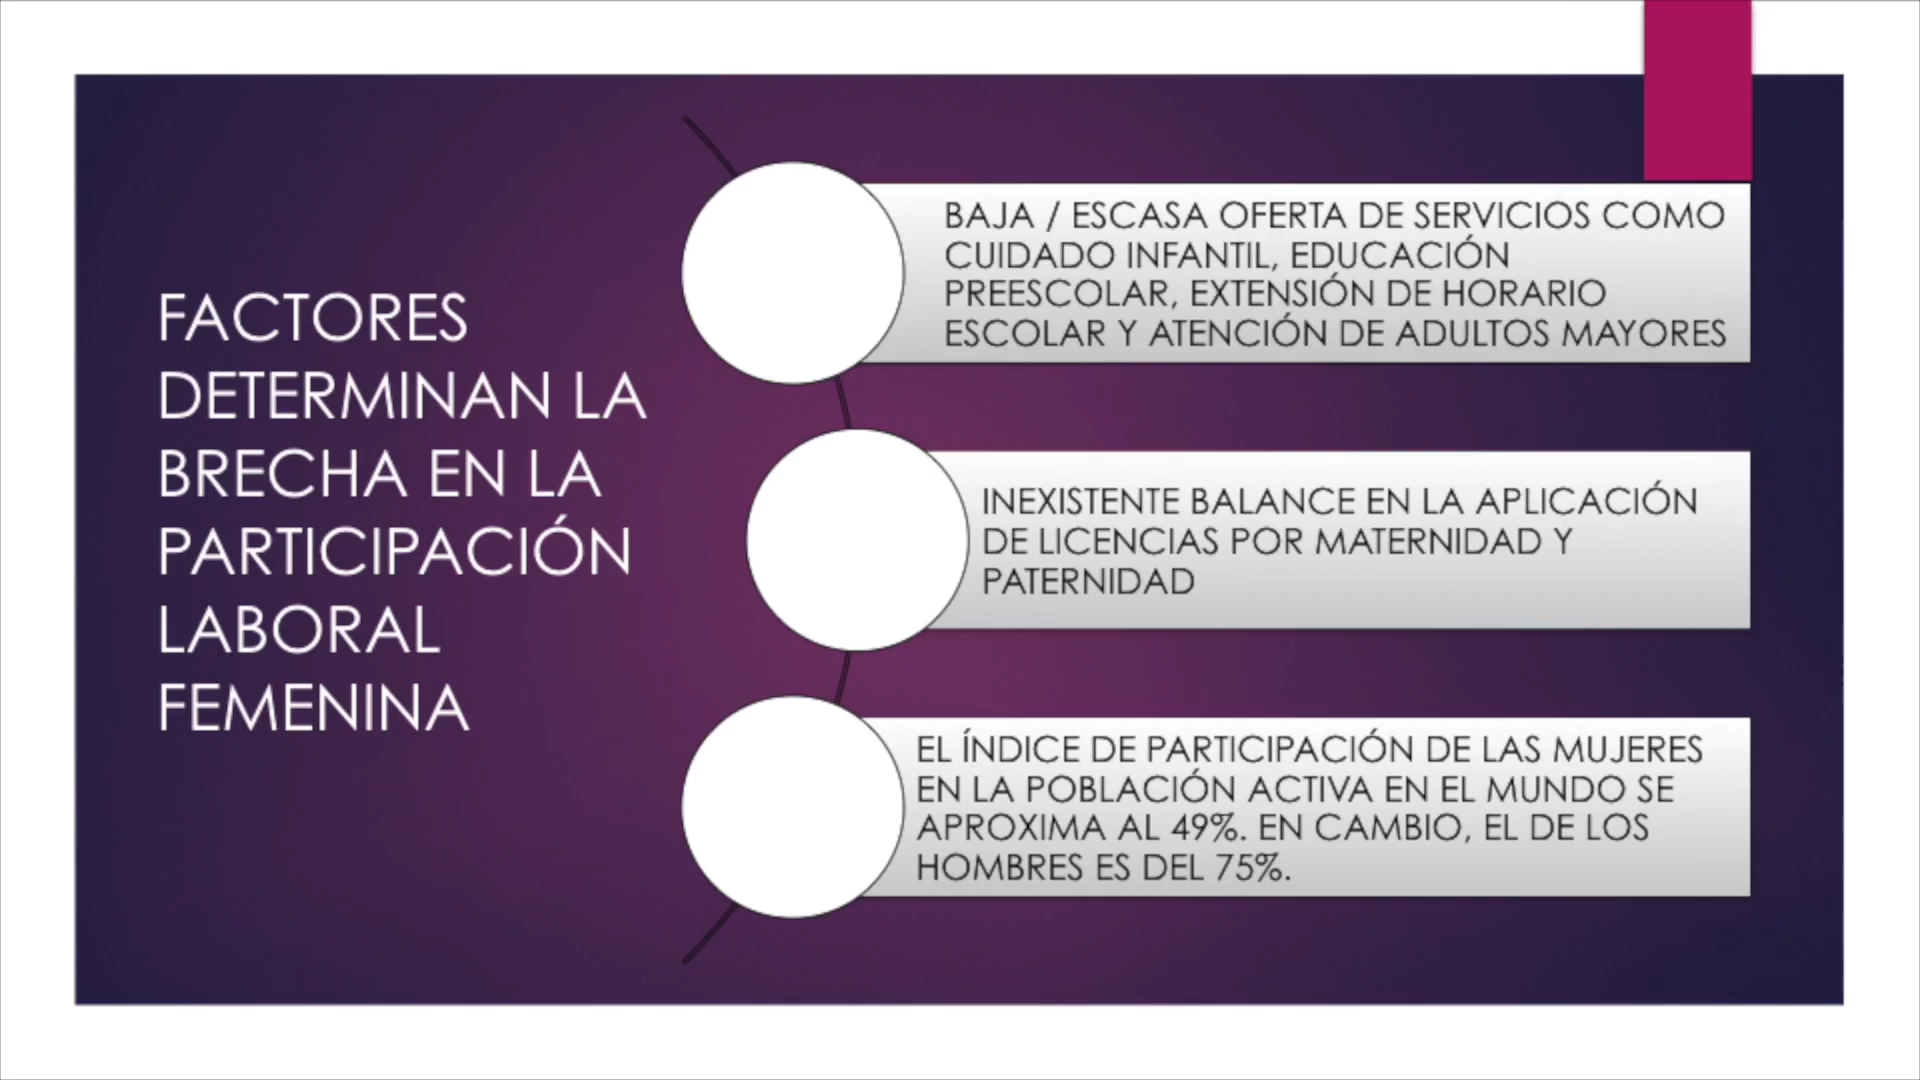 FACTORES
DETERMINAN LA
BRECHA EN LA
PARTICIPACIÓN
LABORAL
FEMENINA
BAJA / ESCASA OFERTA DE SERVICIOS COMO
CUIDADO INFANTIL, EDUCACIÓN
PREESCOLAR, EXTENSIÓN DE HORARIO
ESCOLAR Y ATENCIÓN DE ADULTOS MAYORES
INEXISTENTE BALANCE EN LA APLICACIÓN
DE LICENCIAS POR MATERNIDAD Y
PATERNIDAD
EL ÍNDICE DE PARTICIPACIÓN DE LAS MUJERES
EN LA POBLACIÓN ACTIVA EN EL MUNDO SE
APROXIMA AL 49%. EN CAMBIO, EL DE LOS
HOMBRES ES DEL 75%.